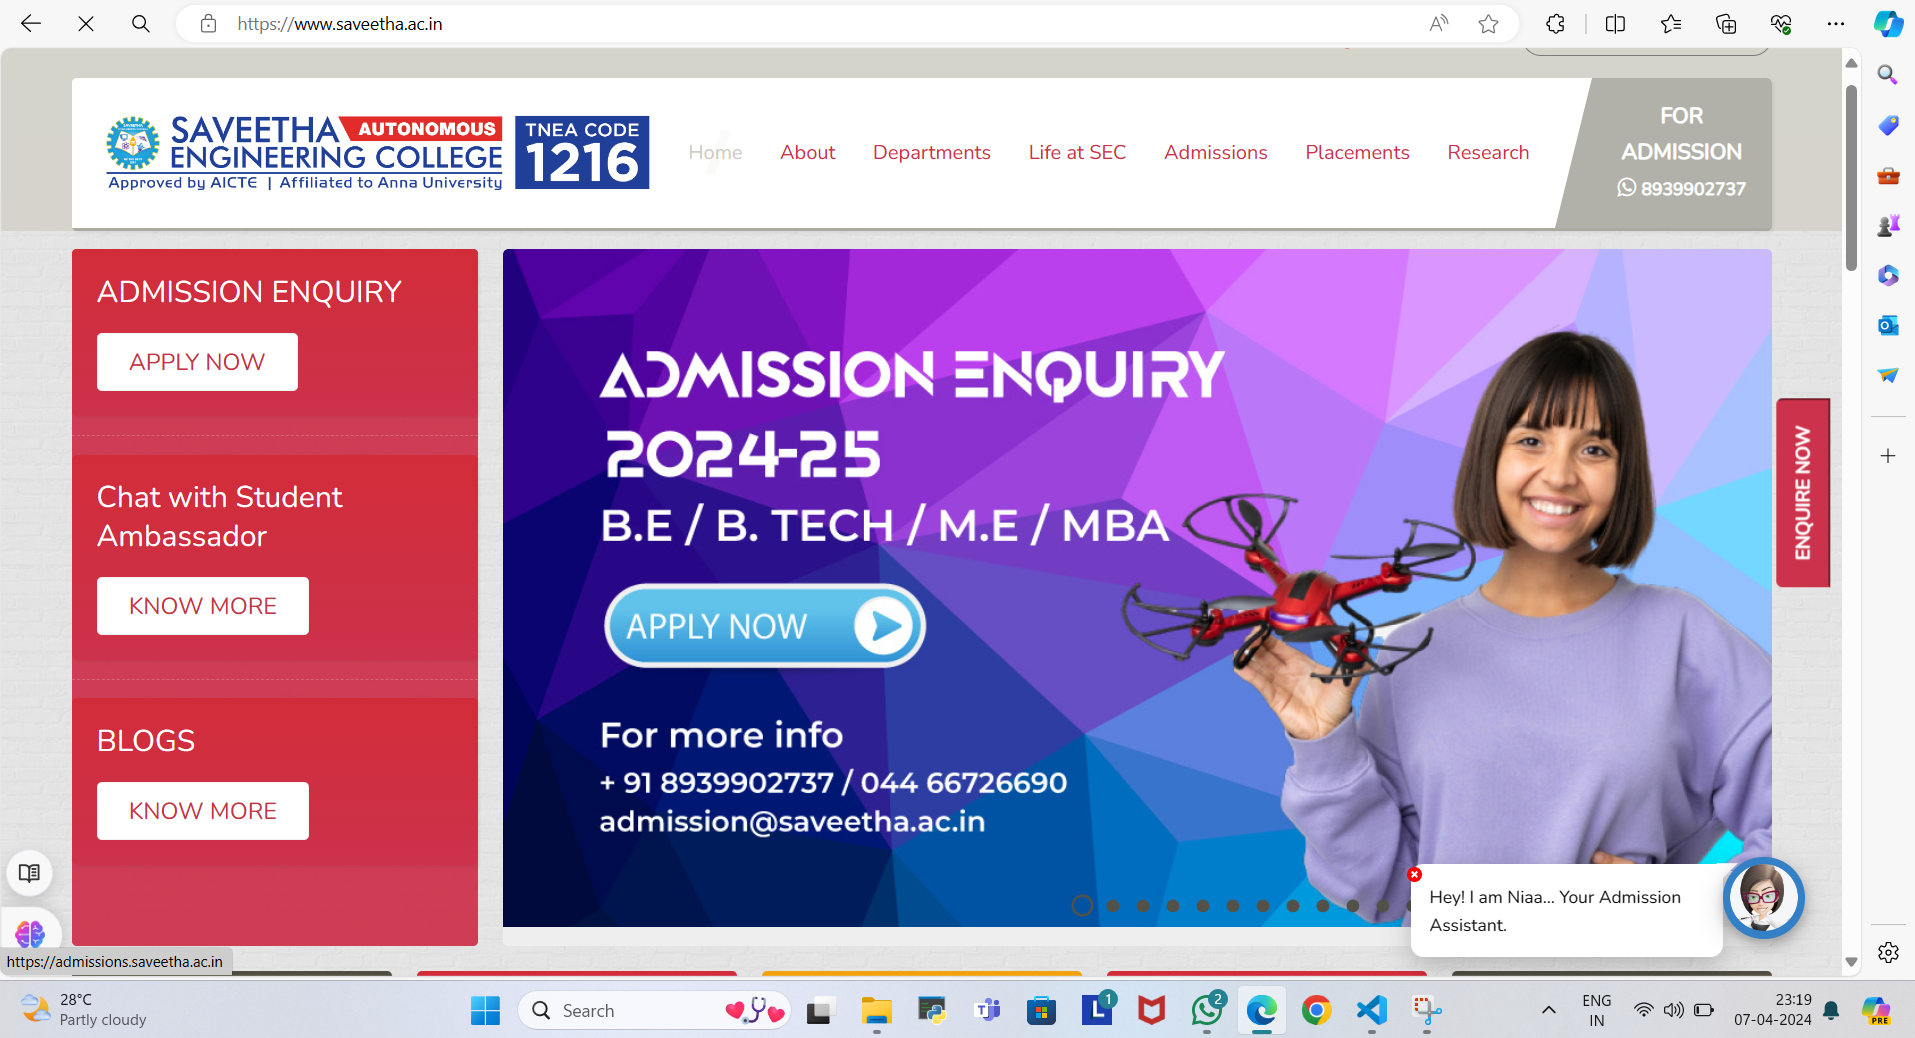 https://www.saveetha.ac.in
SAVEETHA AUTONOMOUS
ENGINEERING COLLEGE
Approved by AICTE | Affiliated to Anna University
TNEA CODE
1216
Home About Departments Life at SEC Admissions Placements Research
FOR
ADMISSION
8939902737
ADMISSION ENQUIRY
APPLY NOW
Chat with Student
Ambassador
KNOW MORE
BLOGS
KNOW MORE
ADMISSION ENQUIRY
2024-25
B.E / B. TECH / M.E / MBA
APPLY NOW
For more info
+ 91 8939902737 / 044 66726690
admission@saveetha.ac.in
ENQUIRE NOW
Hey! I am Niaa... Your Admission
Assistant.
https://admissions.saveetha.ac.in
28°C
Partly cloudy
Search
1
2
ENG
IN
23:19
07-04-2024
PRE